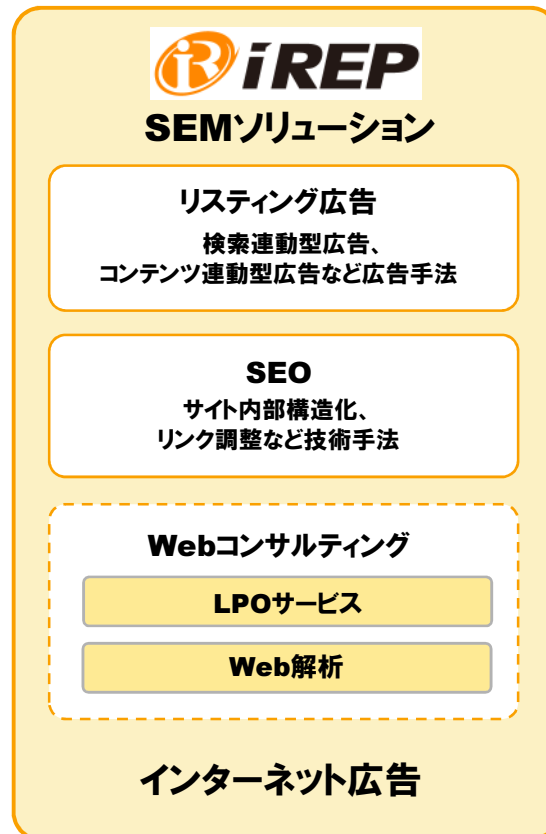 iREP
SEMソリューション
リスティング広告
検索連動型広告、
コンテンツ連動型広告など広告手法
SEO
サイト内部構造化、
リンク調整など技術手法
Webコンサルティング
LPOサービス
Web解析
インターネット広告